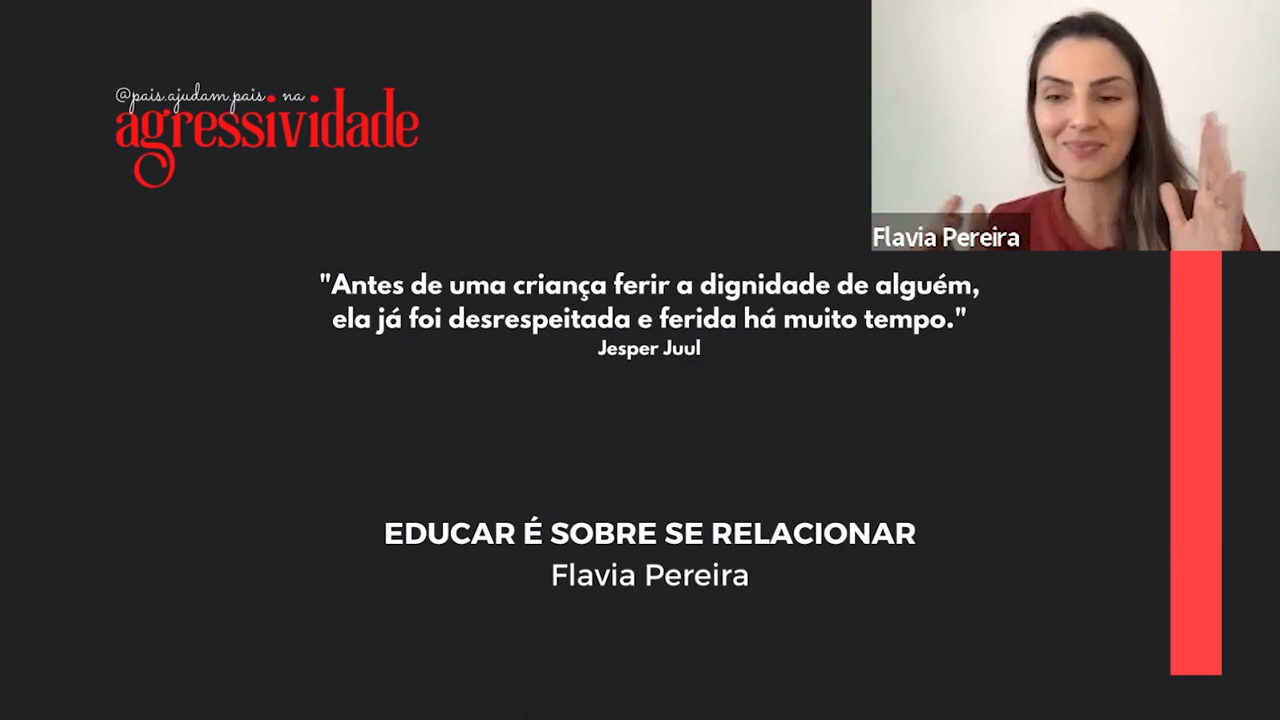 @pais.ajudam.pais na
agressividade
Flavia Pereira
"Antes de uma criança ferir a dignidade de alguém,
ela já foi desrespeitada e ferida há muito tempo."
Jesper Juul
EDUCAR É SOBRE SE RELACIONAR
Flavia Pereira